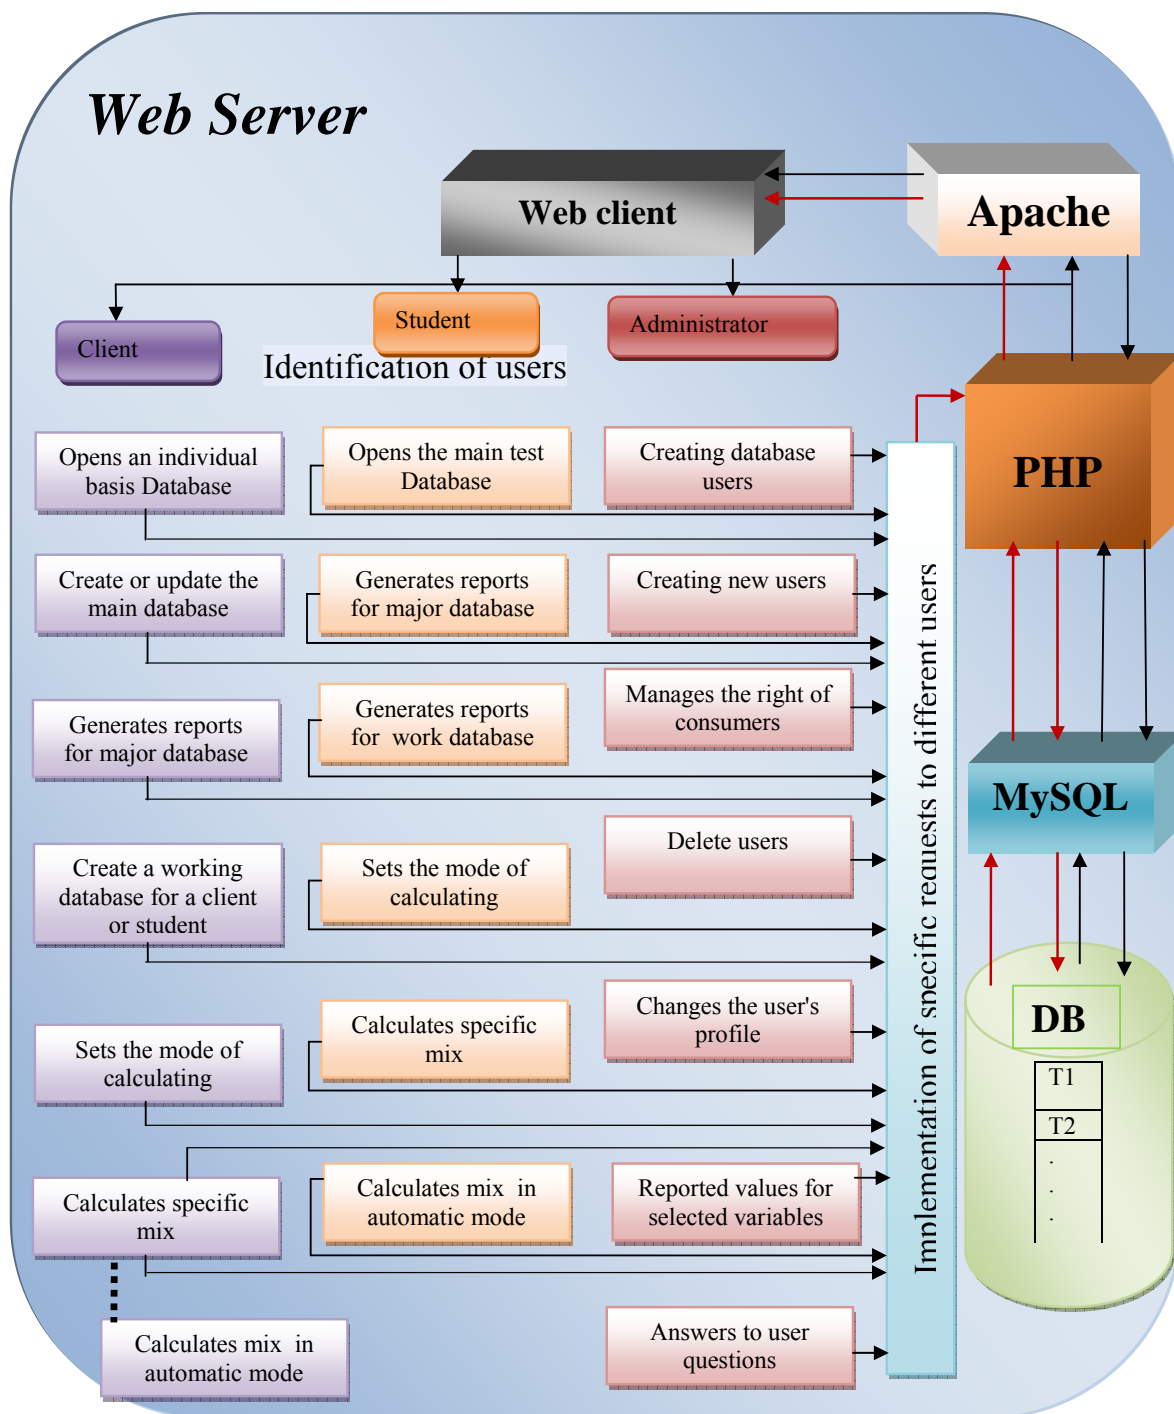 Web Server
Web client
Apache
Client
Student
Administrator
Identification of users
PHP
Opens an individual
basis Database
Opens the main test
Database
Creating database
users
Create or update the
main database
Generates reports
for major database
Creating new users
Generates reports
for major database
Generates reports
for work database
Manages the right of
consumers
Create a working
database for a client
or student
Sets the mode of
calculating
Delete users
Sets the mode of
calculating
Calculates specific
mix
Changes the user's
profile
Calculates specific
mix
Calculates mix in
automatic mode
Reported values for
selected variables
Calculates mix in
automatic mode
Answers to user
questions
Implementation of specific requests to different users
MySQL
DB
T1
T2
.
.
.